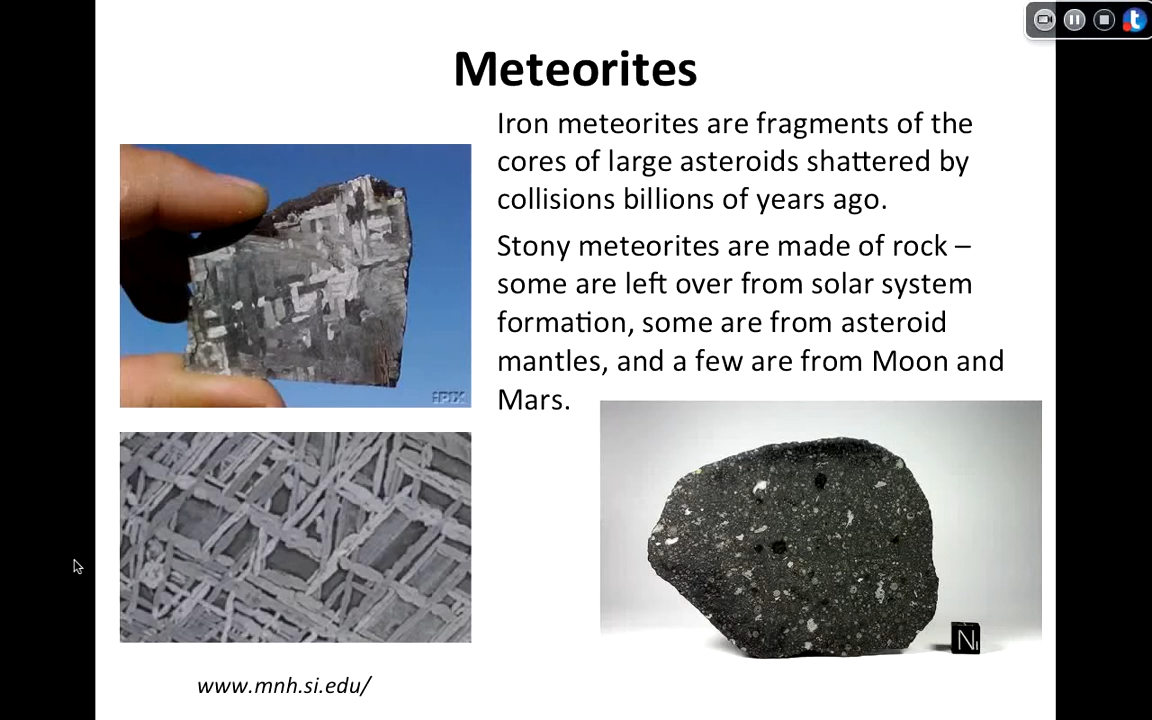 Meteorites
Iron meteorites are fragments of the
cores of large asteroids shattered by
collisions billions of years ago.
Stony meteorites are made of rock –
some are left over from solar system
formation, some are from asteroid
mantles, and a few are from Moon and
Mars.
iPIX
N
www.mnh.si.edu/